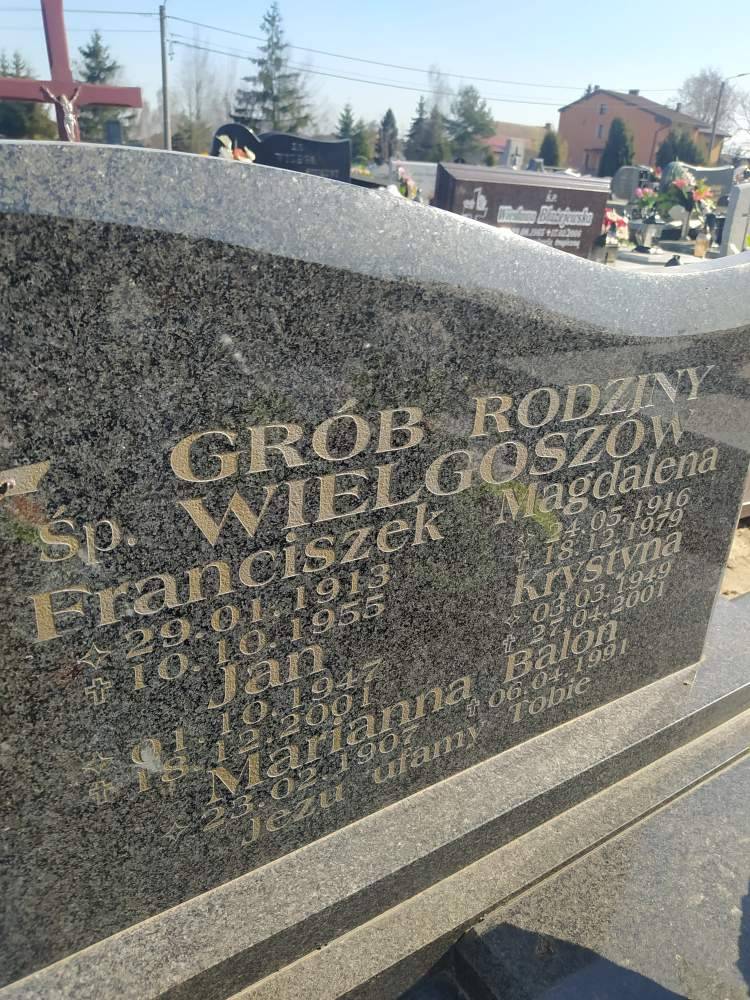 GRÓB RODZINY
Śp. WIELGOSZÓW
Franciszek Magdalena
29.01.1913 24.05.1916
10.10.1955 18.12.1979
Jan Krystyna
01.10.1947 03.03.1949
18.12.2001 27.04.2001
Marianna Balon
23.02.1907 06.04.1991
Jezu ufamy Tobie
Ś.P.
Wiesława Błażejewska